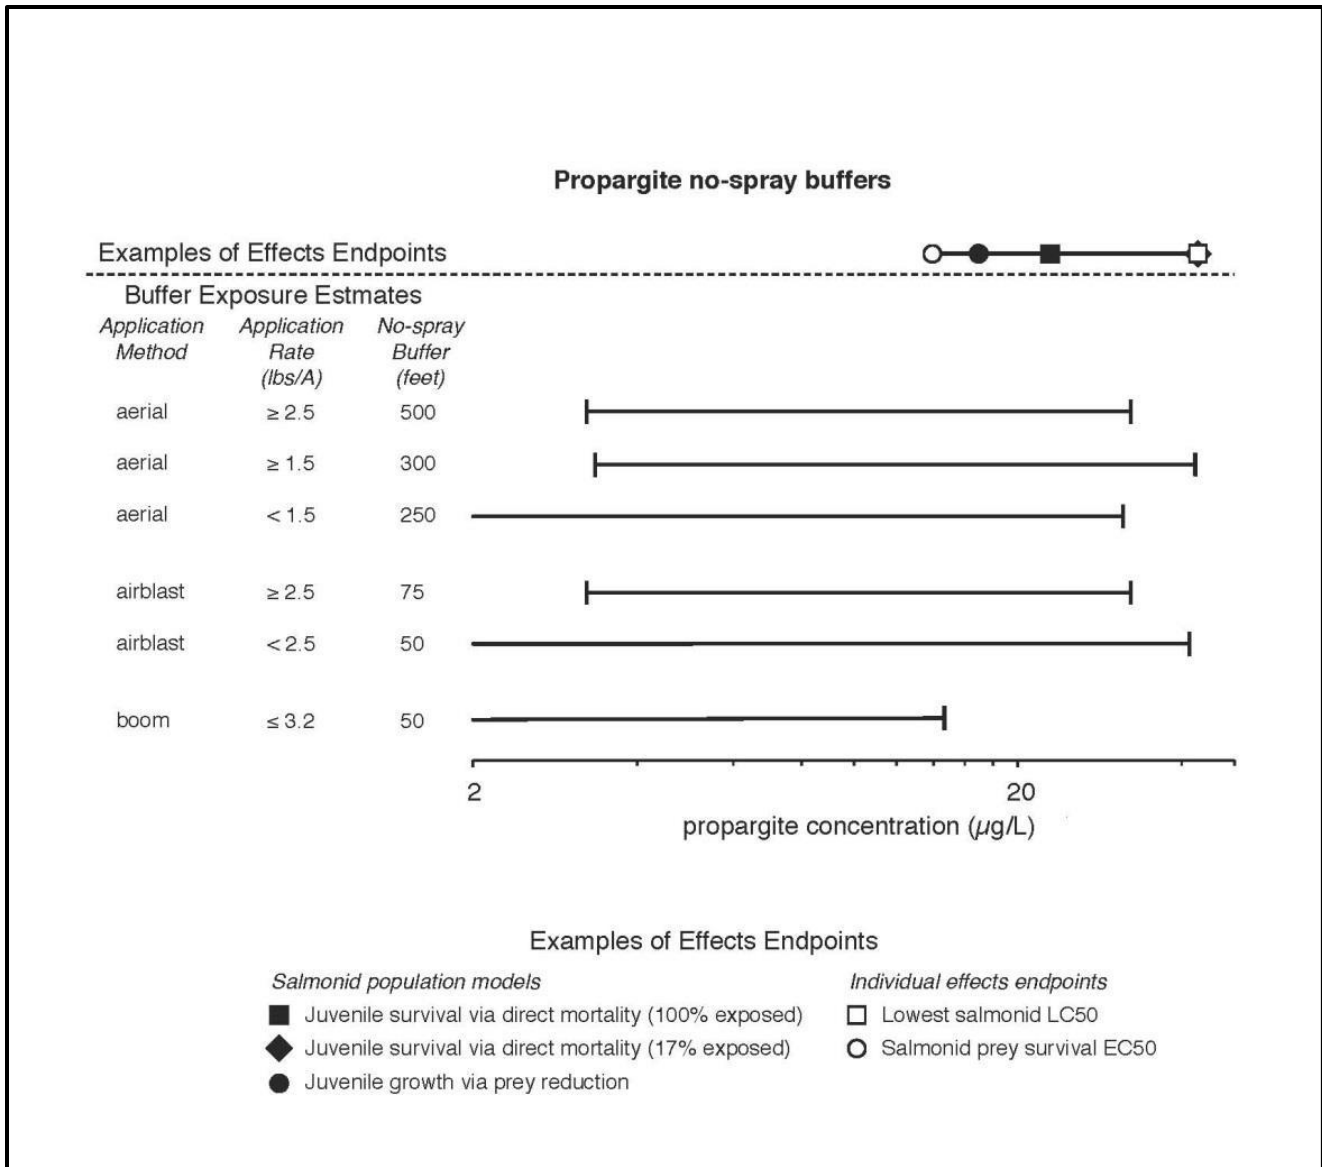 Propargite no-spray buffers
Examples of Effects Endpoints
Buffer Exposure Estmates
Application Application No-spray
Method Rate Buffer
(lbs/A) (feet)
aerial ≥ 2.5 500
aerial ≥ 1.5 300
aerial < 1.5 250
airblast ≥ 2.5 75
airblast < 2.5 50
boom ≤ 3.2 50
2 20
propargite concentration (µg/L)
Examples of Effects Endpoints
Salmonid population models Individual effects endpoints
Juvenile survival via direct mortality (100% exposed) Lowest salmonid LC50
Juvenile survival via direct mortality (17% exposed) Salmonid prey survival EC50
Juvenile growth via prey reduction